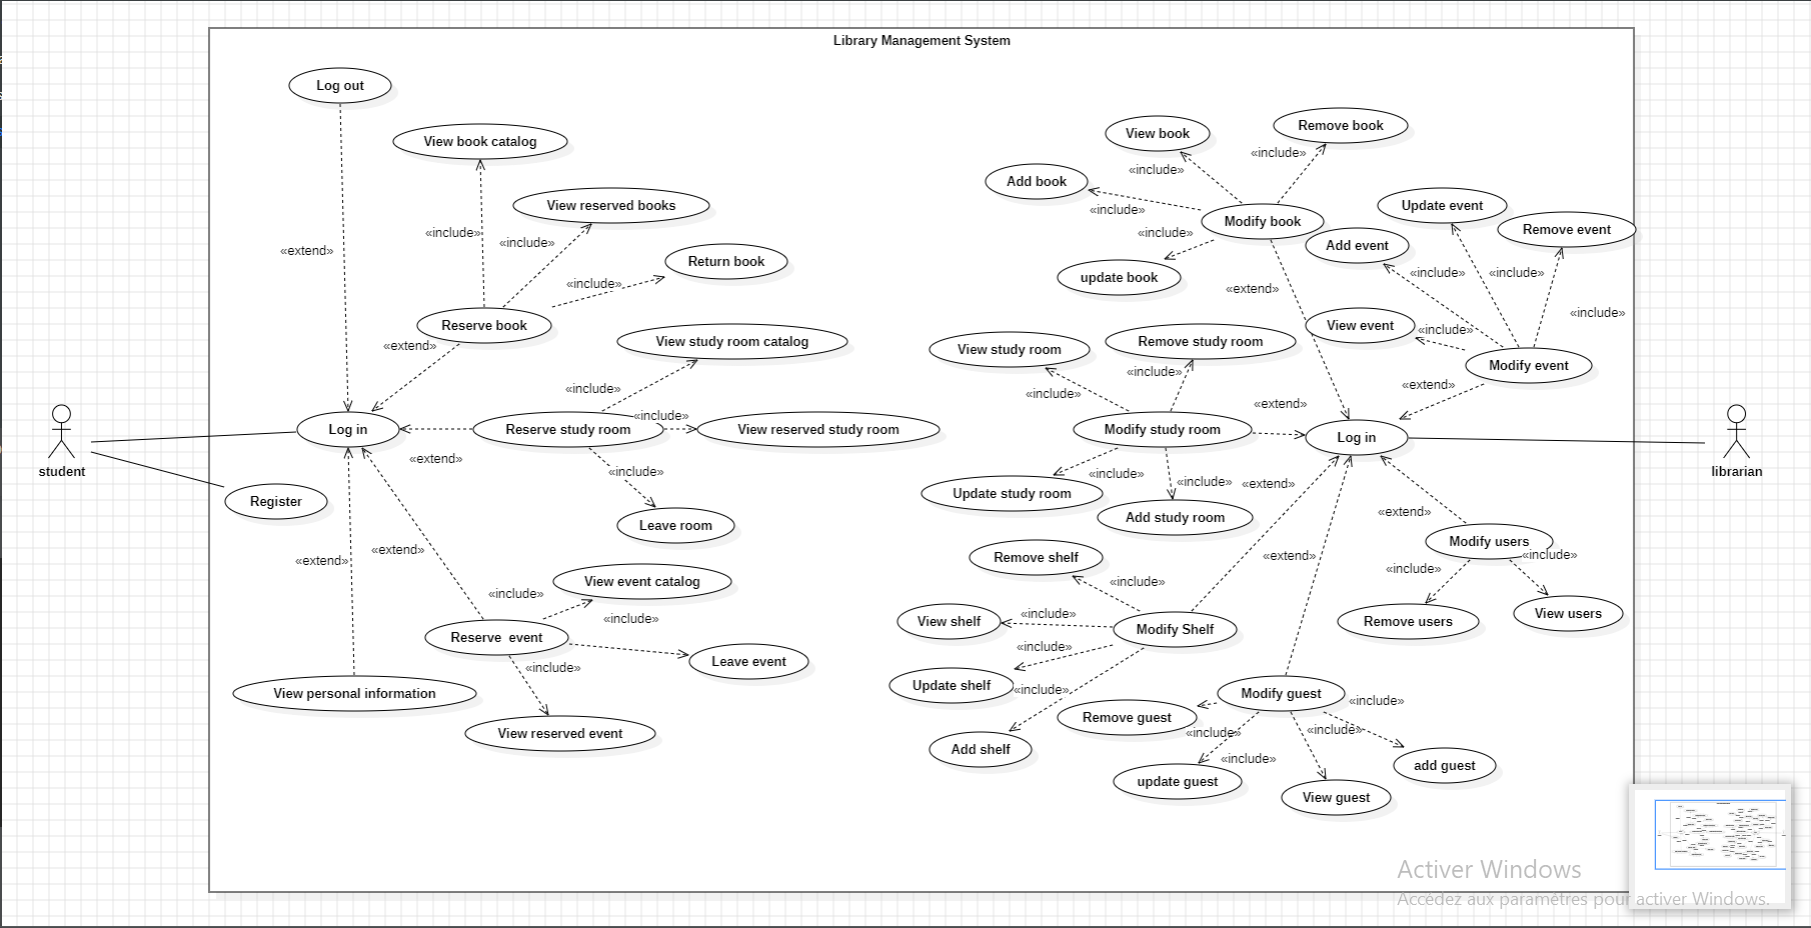 Library Management System
Log out
View book catalog
View reserved books
Return book
«extend»
«include»
«include»
«include»
Reserve book
«extend»
View study room catalog
«include»
«include»
Log in
Reserve study room
View reserved study room
«extend»
«include»
Leave room
student
Register
«extend»
«extend»
View event catalog
«include»
«include»
Reserve  event
Leave event
«include»
View personal information
View reserved event
View book
Remove book
«include»
«include»
Add book
«include»
Modify book
«include»
update book
«extend»
Update event
Remove event
Add event
«include»
«include»
«include»
View event
«include»
Modify event
«extend»
View study room
Remove study room
«include»
«include»
«extend»
Modify study room
Log in
librarian
«include»
«include»
«extend»
Update study room
Add study room
«extend»
Modify users
«include»
«include»
Remove users
View users
Remove shelf
«extend»
«include»
View shelf
«include»
Modify Shelf
«include»
Update shelf
«include»
Add shelf
Modify guest
«include»
Remove guest
«include»
«include»
«include»
update guest
View guest
add guest
Activer Windows
Accédez aux paramètres pour activer Windows.